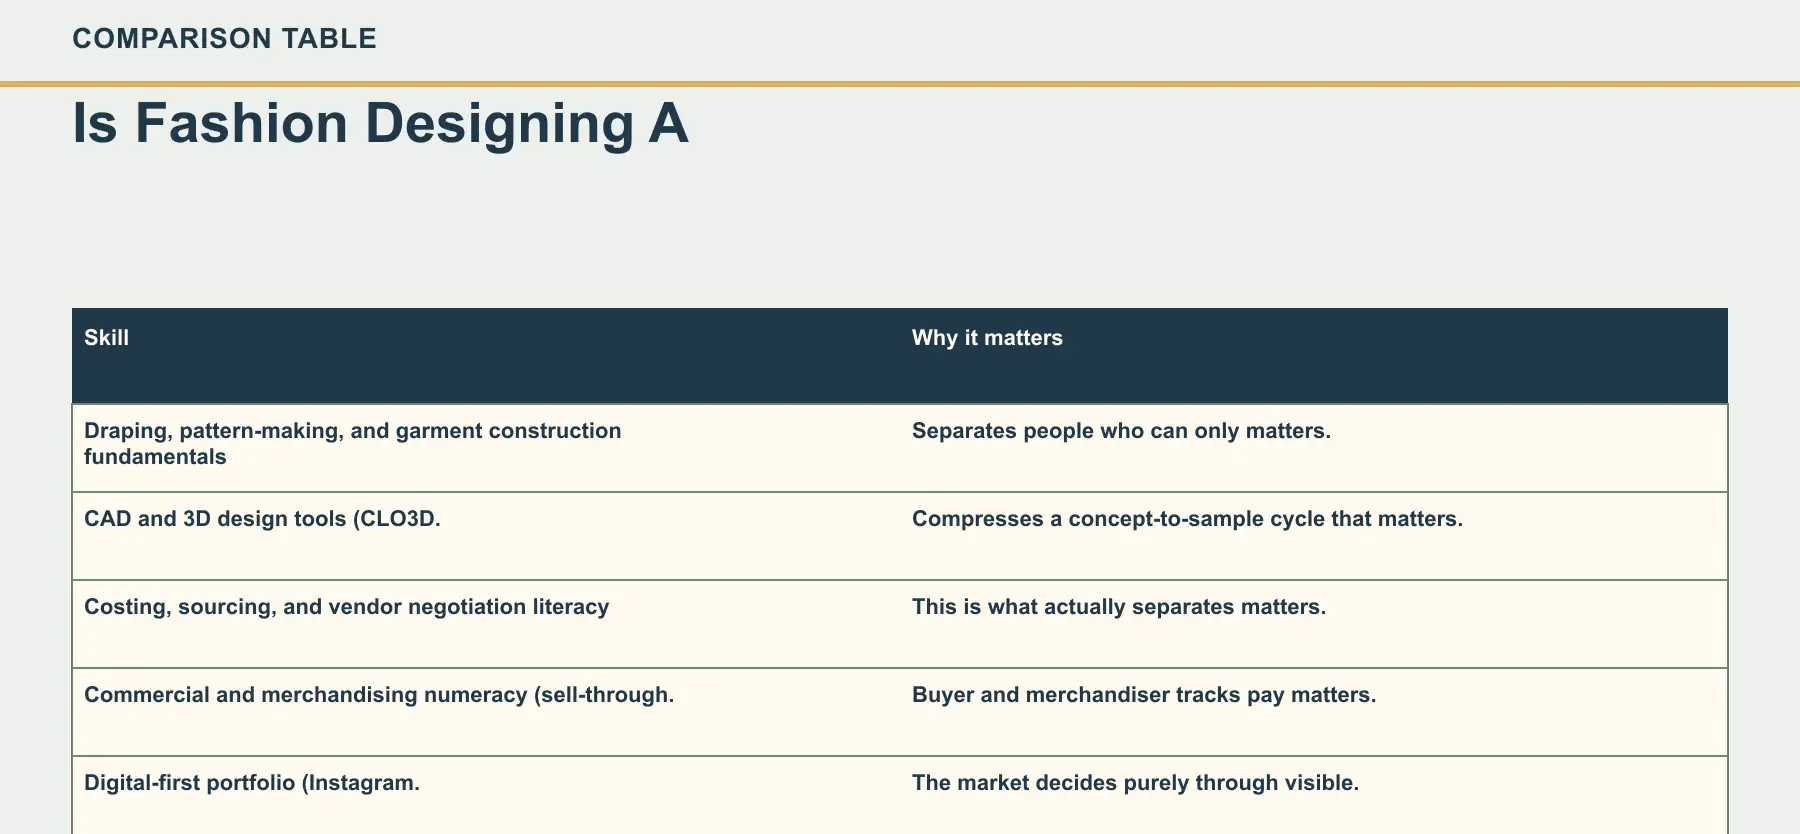 COMPARISON TABLE
Is Fashion Designing A
Skill
Why it matters
Draping, pattern-making, and garment construction
fundamentals
Separates people who can only matters.
CAD and 3D design tools (CLO3D.
Compresses a concept-to-sample cycle that matters.
Costing, sourcing, and vendor negotiation literacy
This is what actually separates matters.
Commercial and merchandising numeracy (sell-through.
Buyer and merchandiser tracks pay matters.
Digital-first portfolio (Instagram.
The market decides purely through visible.